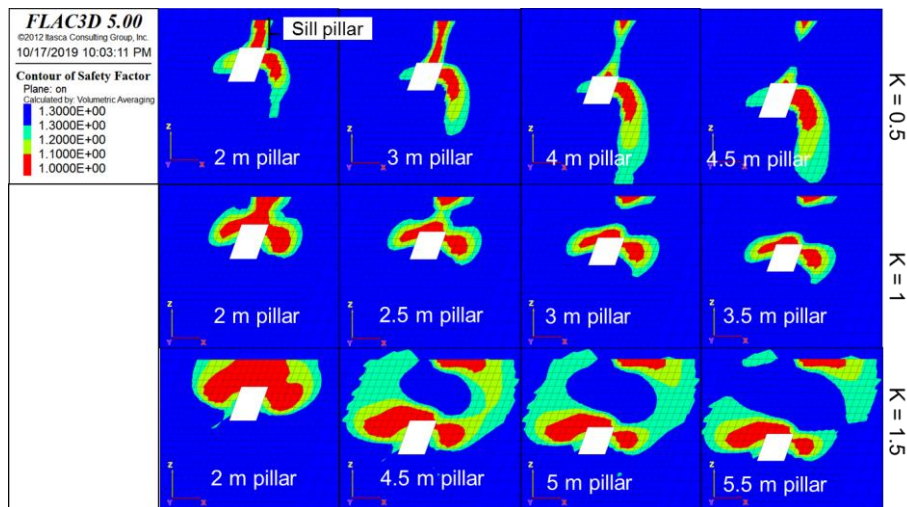 FLAC3D 5.00
©2012 Itasca Consulting Group, Inc.
10/17/2019 10:03:11 PM
Contour of Safety Factor
Plane: on
Calculated by: Volumetric Averaging
1.3000E+00
1.3000E+00
1.2000E+00
1.1000E+00
1.0000E+00
Sill pillar
Z
Y X
2 m pillar
Z
Y X
3 m pillar
Z
Y X
4 m pillar
Z
Y X
4.5 m pillar
K = 0.5
Z
Y X
2 m pillar
Z
Y X
2.5 m pillar
Z
Y X
3 m pillar
Z
Y X
3.5 m pillar
K = 1
Z
Y X
2 m pillar
Z
Y X
4.5 m pillar
Z
Y X
5 m pillar
Z
Y X
5.5 m pillar
K = 1.5